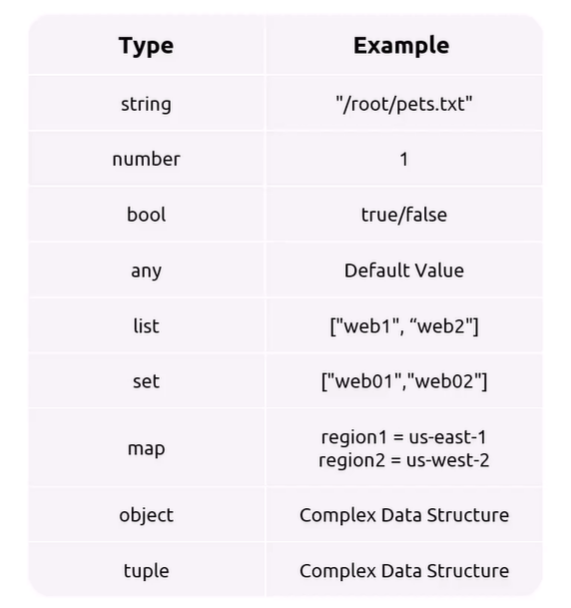 Type Example
string "/root/pets.txt"
number 1
bool true/false
any Default Value
list ["web1", “web2"]
set ["web01","web02"]
map region1 = us-east-1
region2 = us-west-2
object Complex Data Structure
tuple Complex Data Structure